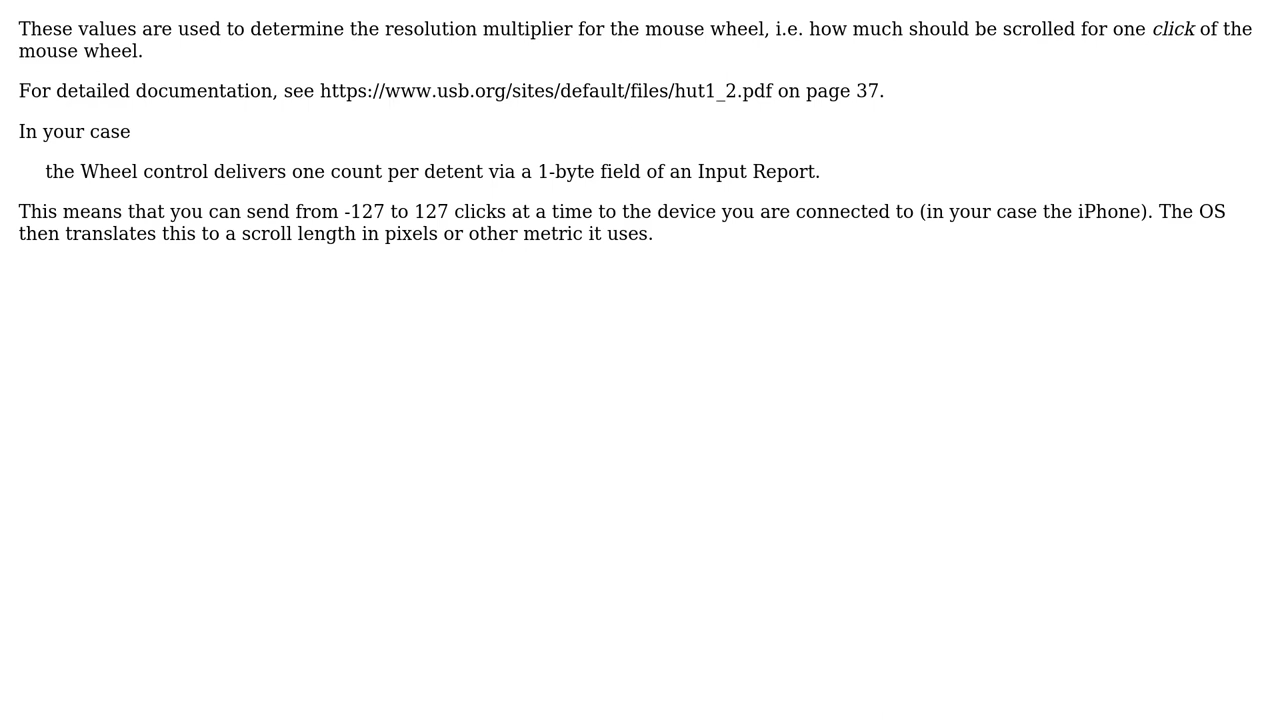 These values are used to determine the resolution multiplier for the mouse wheel, i.e. how much should be scrolled for one click of the
mouse wheel.
For detailed documentation, see https://www.usb.org/sites/default/files/hut1_2.pdf on page 37.
In your case
the Wheel control delivers one count per detent via a 1-byte field of an Input Report.
This means that you can send from -127 to 127 clicks at a time to the device you are connected to (in your case the iPhone). The OS
then translates this to a scroll length in pixels or other metric it uses.